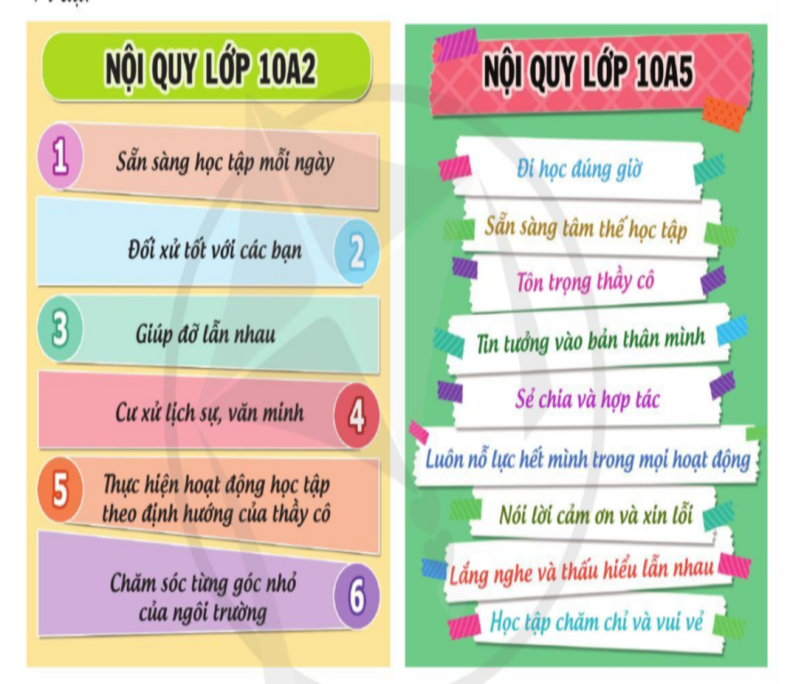 NỘI QUY LỚP 10A2
1
Sẵn sàng học tập mỗi ngày
Đối xử tốt với các bạn
2
3
Giúp đỡ lẫn nhau
Cư xử lịch sự, văn minh
4
5
Thực hiện hoạt động học tập
theo định hướng của thầy cô
Chăm sóc từng góc nhỏ
của ngôi trường
6
NỘI QUY LỚP 10A5
Đi học đúng giờ
Sẵn sàng tâm thế học tập
Tôn trọng thầy cô
Tin tưởng vào bản thân mình
Sẻ chia và hợp tác
Luôn nỗ lực hết mình trong mọi hoạt động
Nói lời cảm ơn và xin lỗi
Lắng nghe và thấu hiểu lẫn nhau
Học tập chăm chỉ và vui vẻ